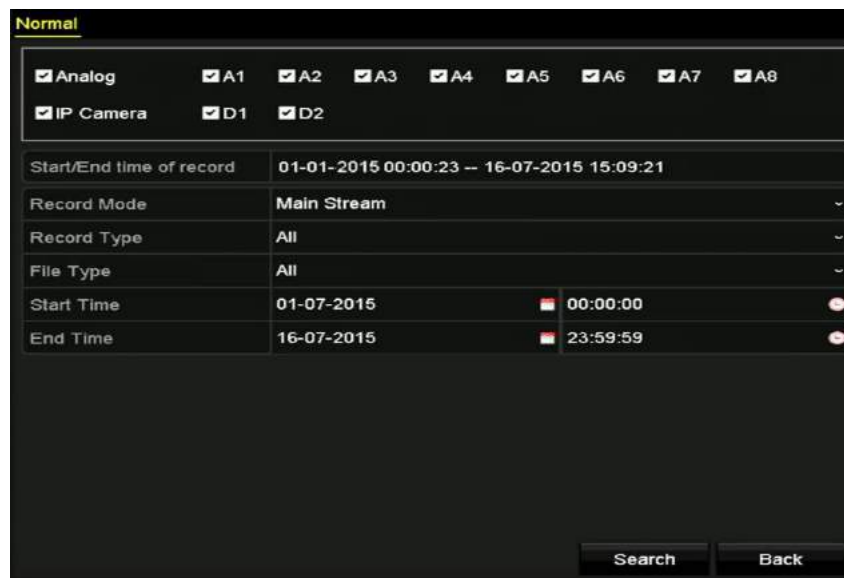 Normal
Analog A1 A2 A3 A4 A5 A6 A7 A8
IP Camera D1 D2
Start/End time of record 01-01-2015 00:00:23 -- 16-07-2015 15:09:21
Record Mode Main Stream
Record Type All
File Type All
Start Time 01-07-2015 00:00:00
End Time 16-07-2015 23:59:59
Search Back